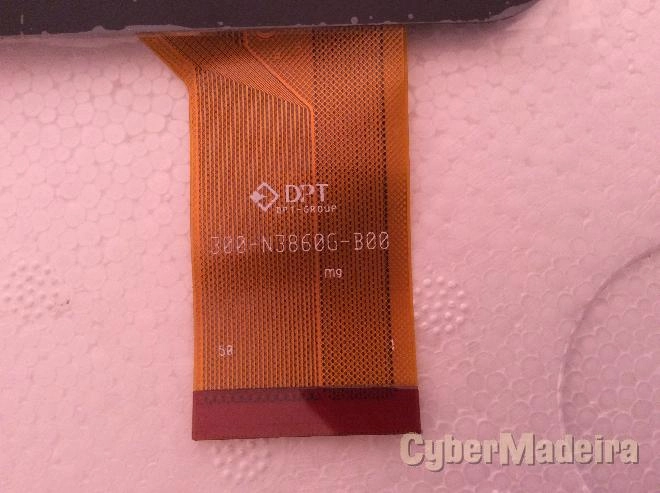 DPT
DPT-GROUP
300-N3860G-B00
mg
50
1
CyberMadeira